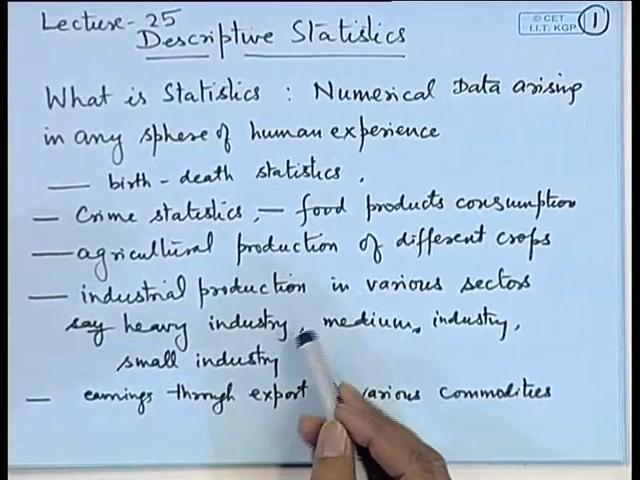 Lecture - 25
© CET
I.I.T. KGP
1
Descriptive Statistics
What is Statistics : Numerical Data arising
in any sphere of human experience
— birth - death statistics.
— Crime statistics, — food products consumption
— agricultural production of different crops
— industrial production in various sectors
say heavy industry, medium industry,
small industry
— earnings through export various commodities